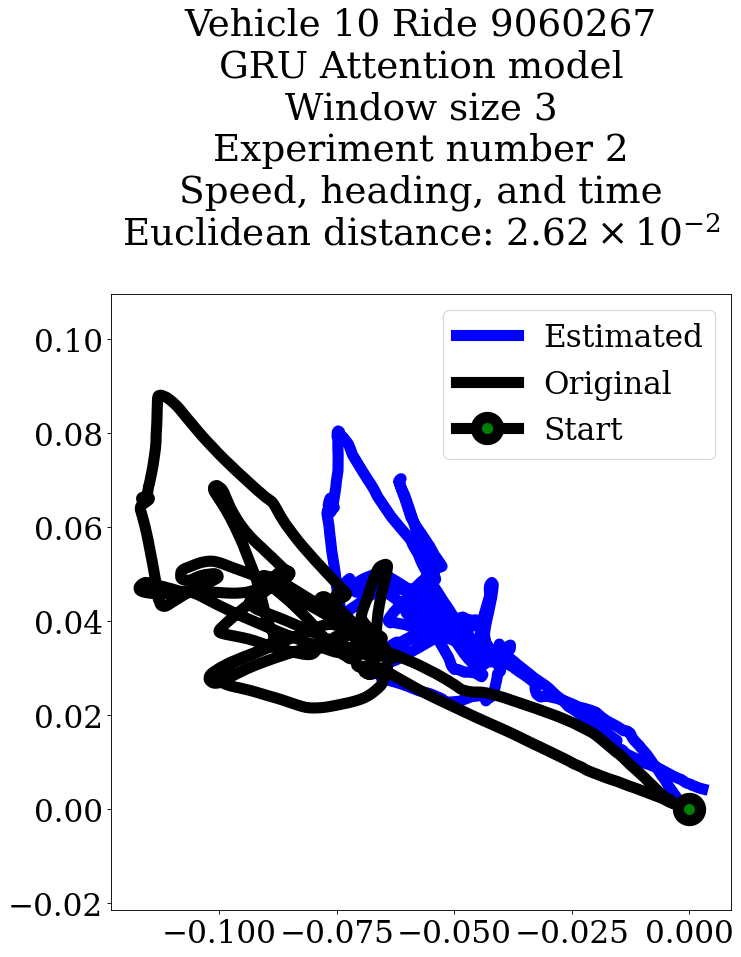 Vehicle 10 Ride 9060267
GRU Attention model
Window size 3
Experiment number 2
Speed, heading, and time
Euclidean distance: 2.62 × 10⁻²
Estimated
Original
Start
0.10
0.08
0.06
0.04
0.02
0.00
−0.02
−0.100 −0.075 −0.050 −0.025 0.000